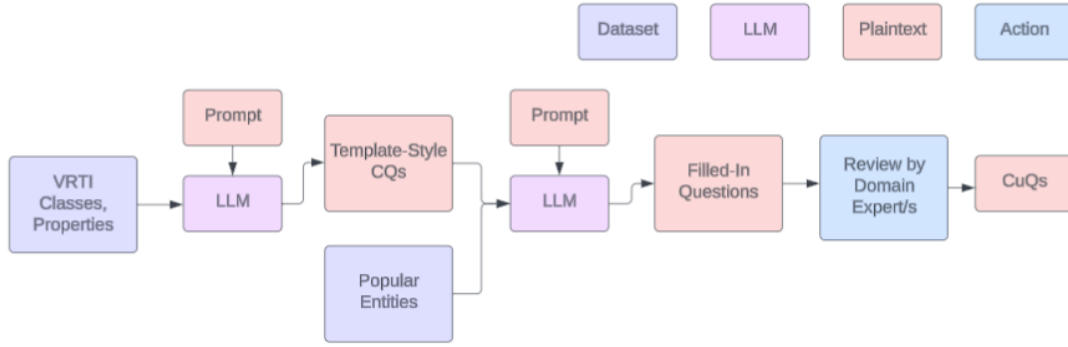 Dataset
LLM
Plaintext
Action
Prompt
Prompt
VRTI
Classes,
Properties
LLM
Template-Style
CQs
LLM
Filled-In
Questions
Review by
Domain
Expert/s
CuQs
Popular
Entities